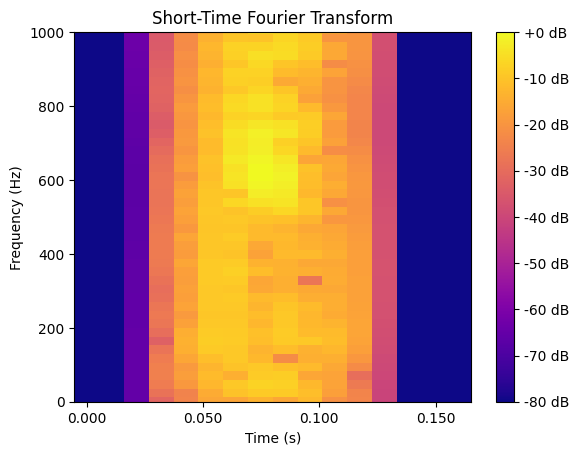 Short-Time Fourier Transform
1000
800
600
400
200
0
Frequency (Hz)
0.000
0.050
0.100
0.150
Time (s)
+0 dB
-10 dB
-20 dB
-30 dB
-40 dB
-50 dB
-60 dB
-70 dB
-80 dB